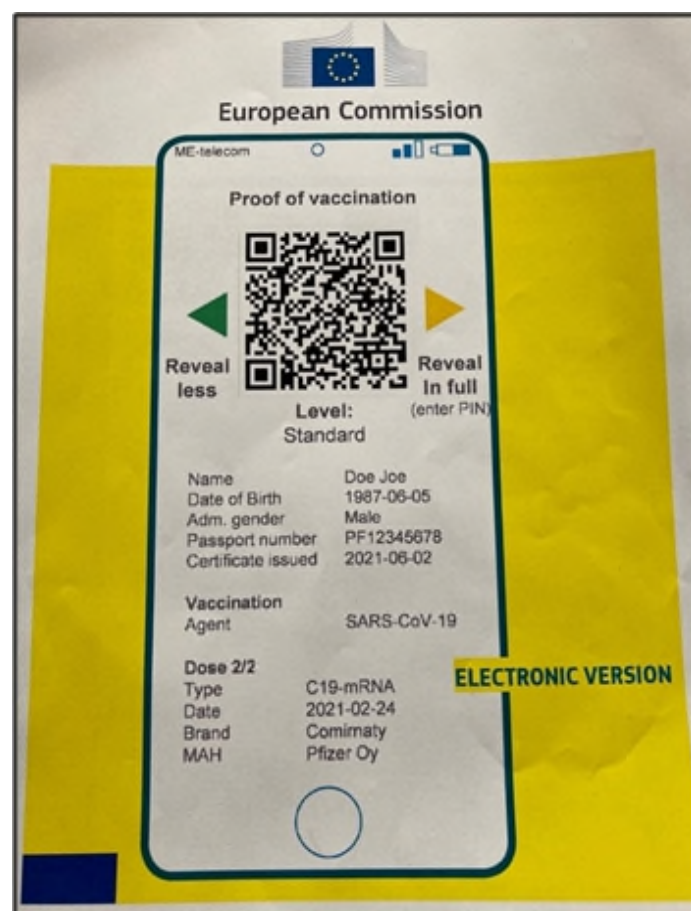 European Commission
ME-telecom
Proof of vaccination
Reveal less
Reveal In full (enter PIN)
Level:
Standard
Name Doe Joe
Date of Birth 1987-06-05
Adm. gender Male
Passport number PF12345678
Certificate issued 2021-06-02
Vaccination
Agent SARS-CoV-19
Dose 2/2
Type C19-mRNA
Date 2021-02-24
Brand Comirnaty
MAH Pfizer Oy
ELECTRONIC VERSION